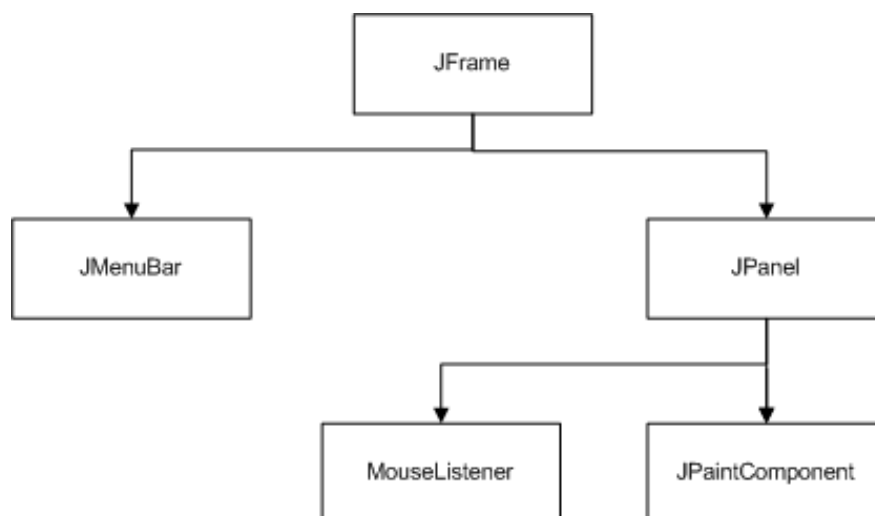 JFrame
JMenuBar
JPanel
MouseListener
JPaintComponent